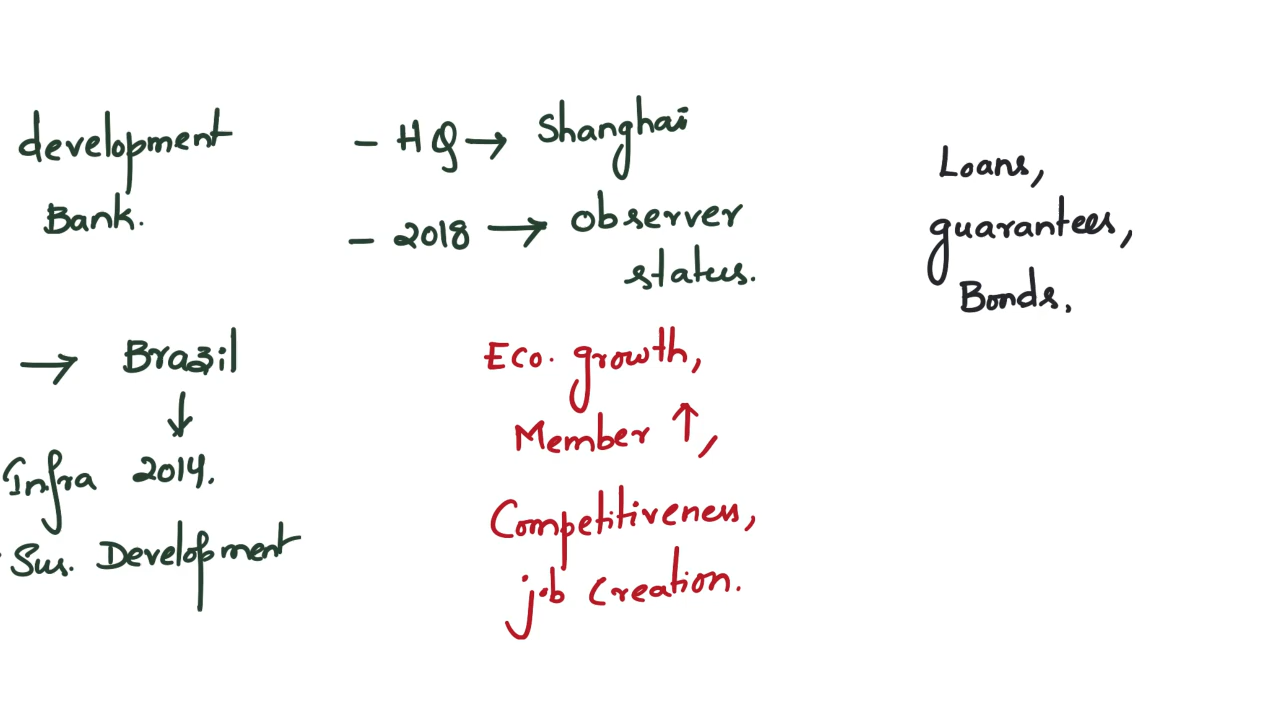 development
Bank.
→ Brazil
↓
Infra 2014.
Sus. Development
- HQ → Shanghai
- 2018 → observer
status.
Eco. growth,
Member ↑,
Competitiveness,
job creation.
Loans,
guarantees,
Bonds,